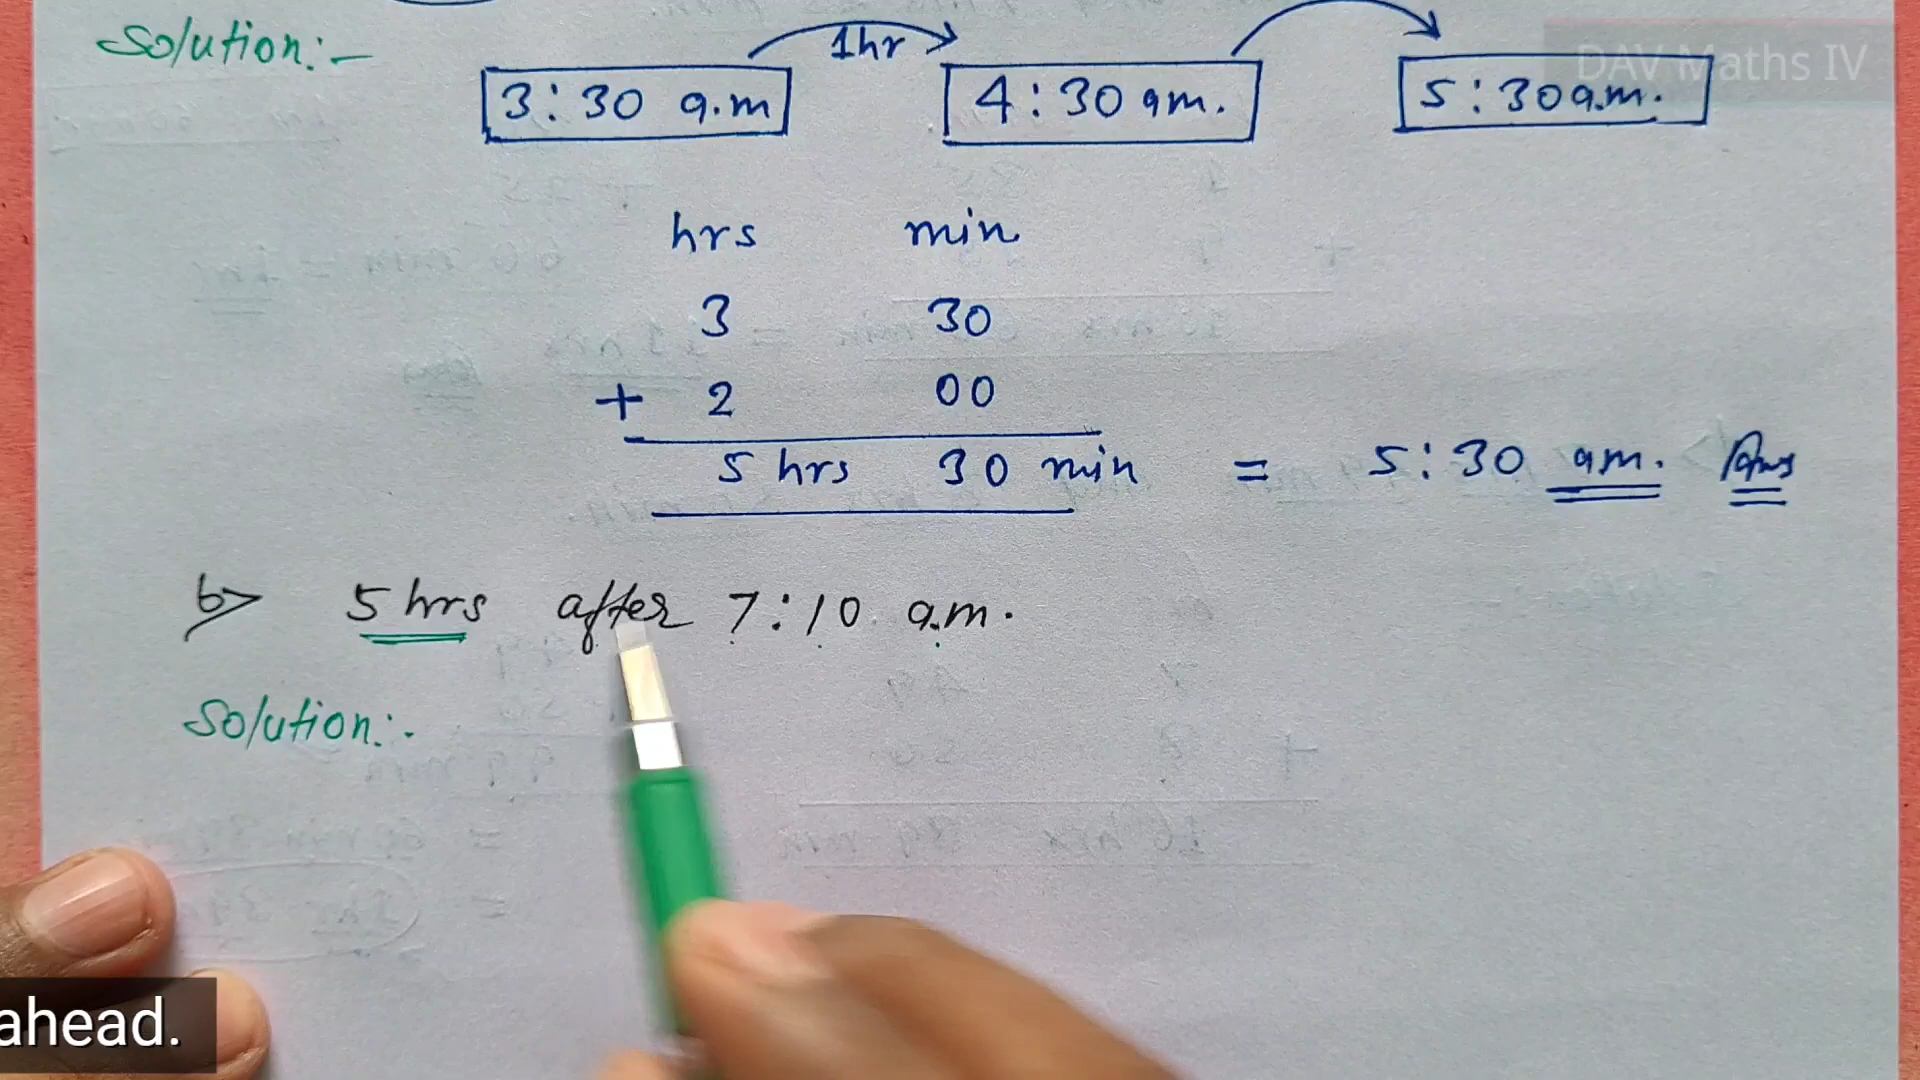 Solution:-
1hr
3:30 a.m 4:30 am. 5:30 a.m.
DAV Maths IV
hrs min
3 30
+ 2 00
5 hrs 30 min = 5:30 am. Ans
b> 5 hrs after 7:10 a.m.
Solution:-
ahead.